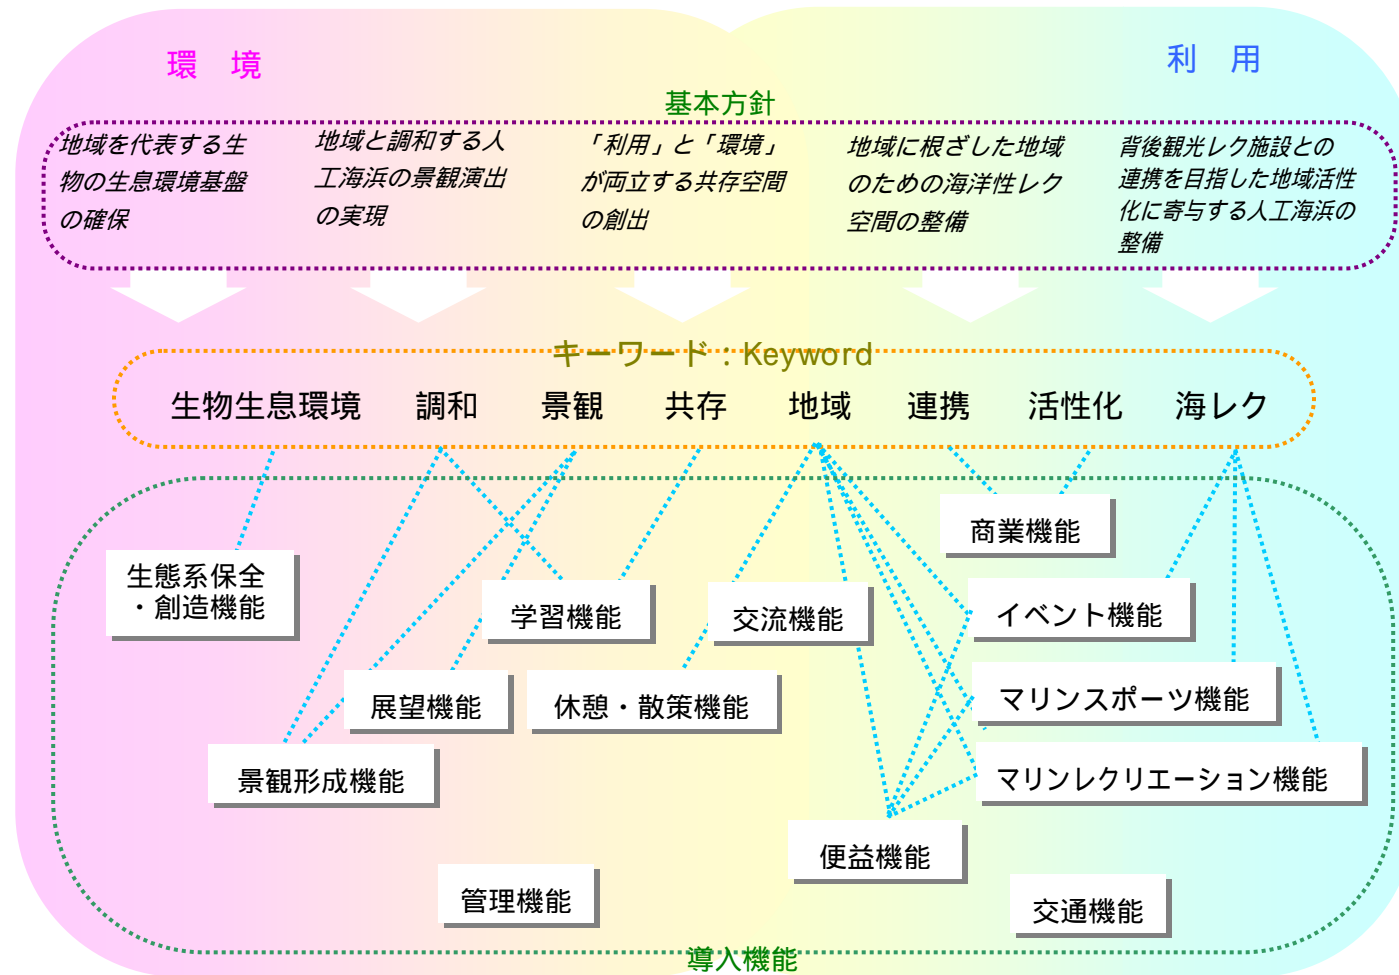 環　境
利　用
基本方針
地域を代表する生
物の生息環境基盤
の確保
地域と調和する人
工海浜の景観演出
の実現
「利用」と「環境」
が両立する共存空間
の創出
地域に根ざした地域
のための海洋性レク
空間の整備
背後観光レク施設との
連携を目指した地域活性
化に寄与する人工海浜の
整備
キーワード：Keyword
生物生息環境　調和　景観　共存　地域　連携　活性化　海レク
商業機能
生態系保全
・創造機能
学習機能
交流機能
イベント機能
展望機能
休憩・散策機能
マリンスポーツ機能
景観形成機能
マリンレクリエーション機能
便益機能
管理機能
交通機能
導入機能